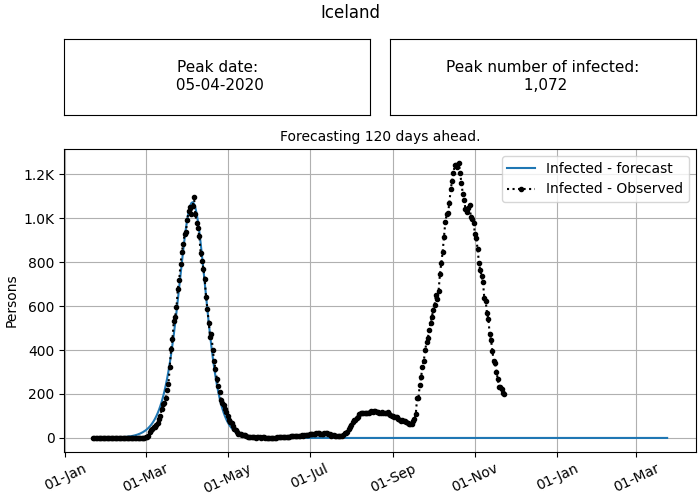 Iceland
Peak date:
05-04-2020
Peak number of infected:
1,072
Forecasting 120 days ahead.
Infected - forecast
Infected - Observed
Persons
1.2K
1.0K
800
600
400
200
0
01-Jan
01-Mar
01-May
01-Jul
01-Sep
01-Nov
01-Jan
01-Mar